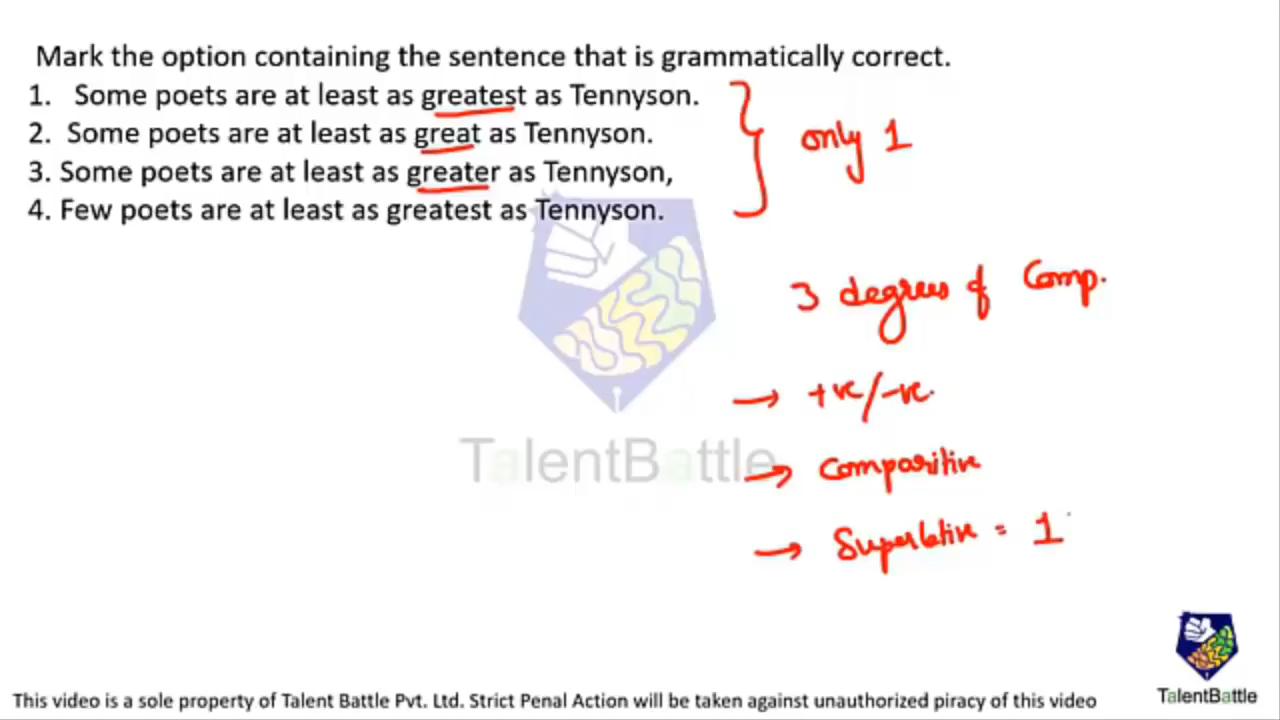 Mark the option containing the sentence that is grammatically correct.
1. Some poets are at least as greatest as Tennyson.
2. Some poets are at least as great as Tennyson.
3. Some poets are at least as greater as Tennyson,
4. Few poets are at least as greatest as Tennyson.
only 1
3 degrees of Comp.
→ +ve/-ve.
→ Comparitive
→ Superlative = 1
TalentBattle
TalentBattle
This video is a sole property of Talent Battle Pvt. Ltd. Strict Penal Action will be taken against unauthorized piracy of this video